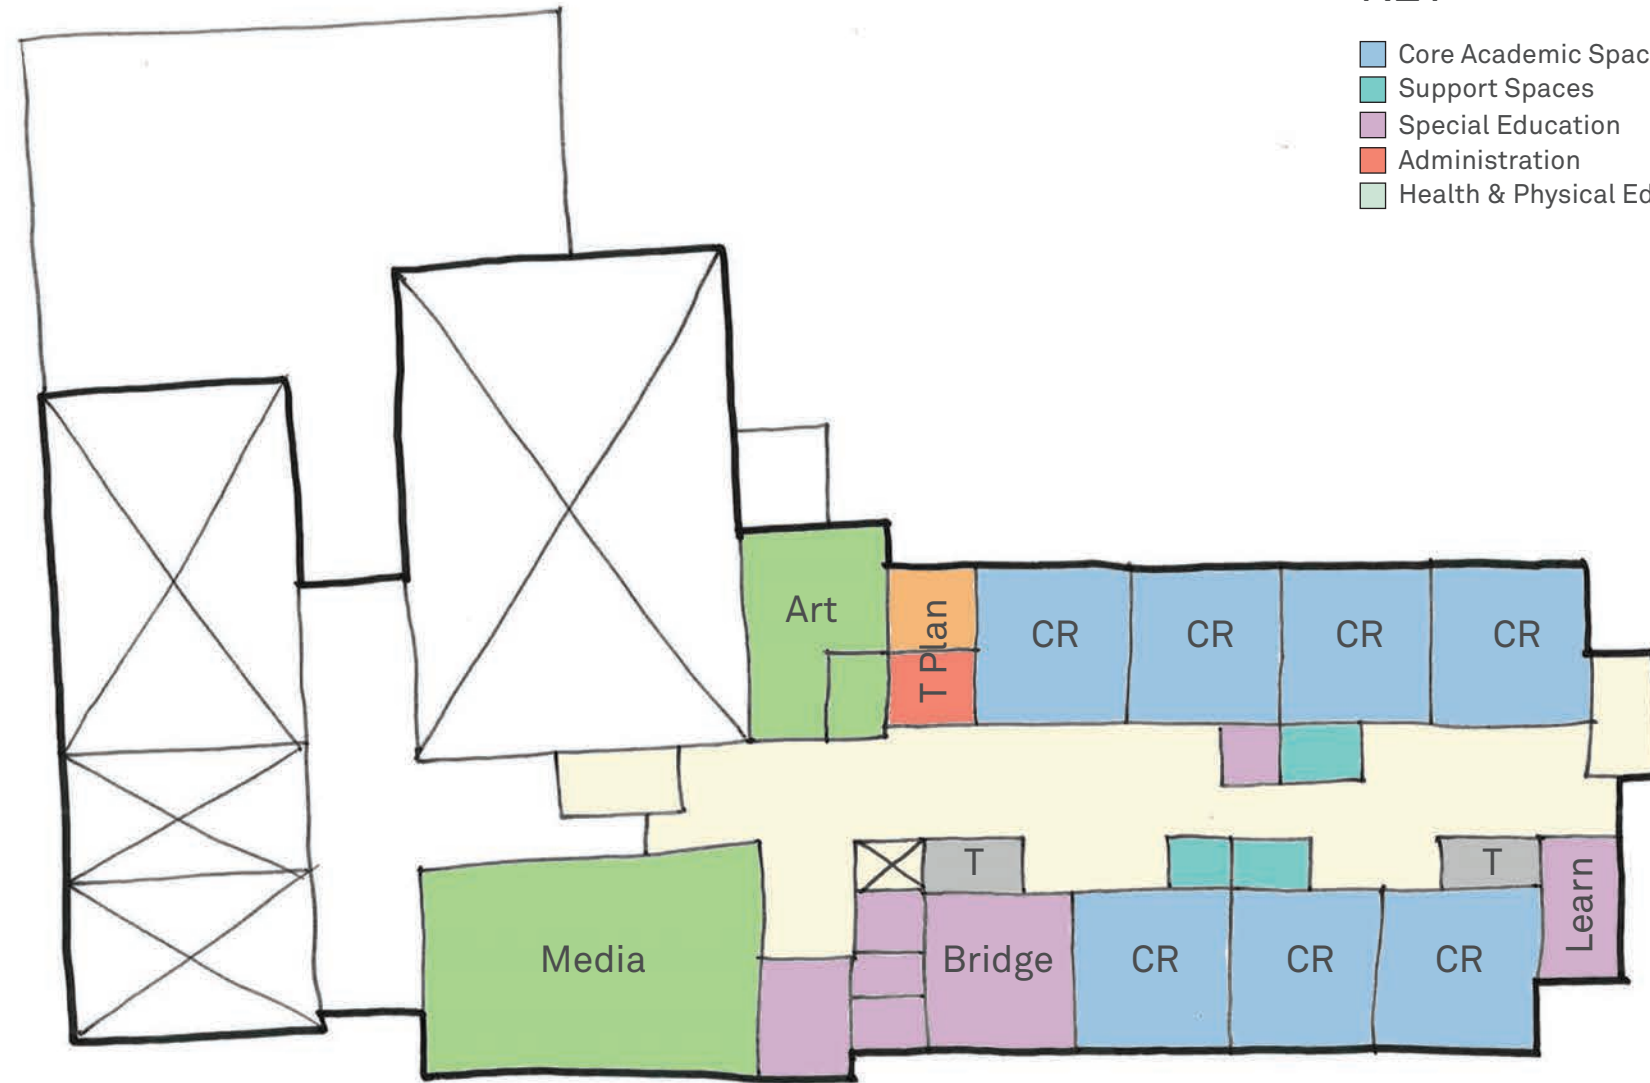 Core Academic Spac
Support Spaces
Special Education
Administration
Health & Physical Ed
Art
T Plan
CR
CR
CR
CR
T
T
Learn
Media
Bridge
CR
CR
CR